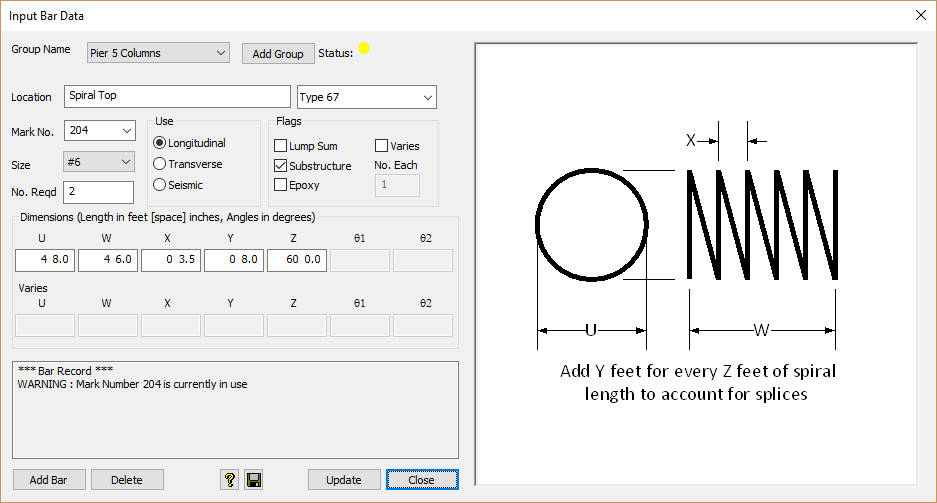 Input Bar Data
Group Name Pier 5 Columns Add Group Status:
Location Spiral Top Type 67
Mark No. 204
Size #6
No. Reqd 2
Use
Longitudinal
Transverse
Seismic
Flags
Lump Sum Varies
Substructure No. Each
Epoxy 1
Dimensions (Length in feet [space] inches, Angles in degrees)
U W X Y Z θ1 θ2
4 8.0 4 6.0 0 3.5 0 8.0 60 0.0
Varies
U W X Y Z θ1 θ2
*** Bar Record ***
WARNING : Mark Number 204 is currently in use
Add Bar Delete ? Update Close
X
U W
Add Y feet for every Z feet of spiral
length to account for splices